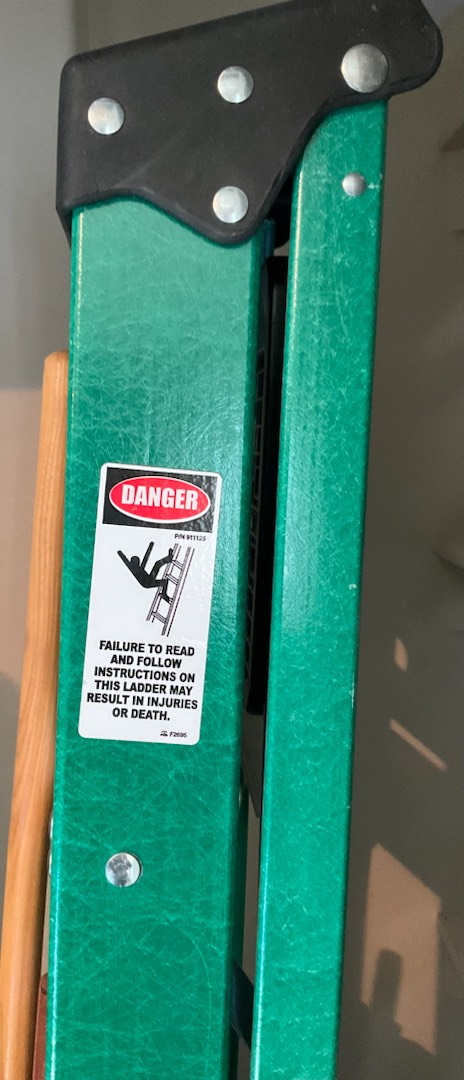 DANGER
P/N 911125
FAILURE TO READ
AND FOLLOW
INSTRUCTIONS ON
THIS LADDER MAY
RESULT IN INJURIES
OR DEATH.
F2695